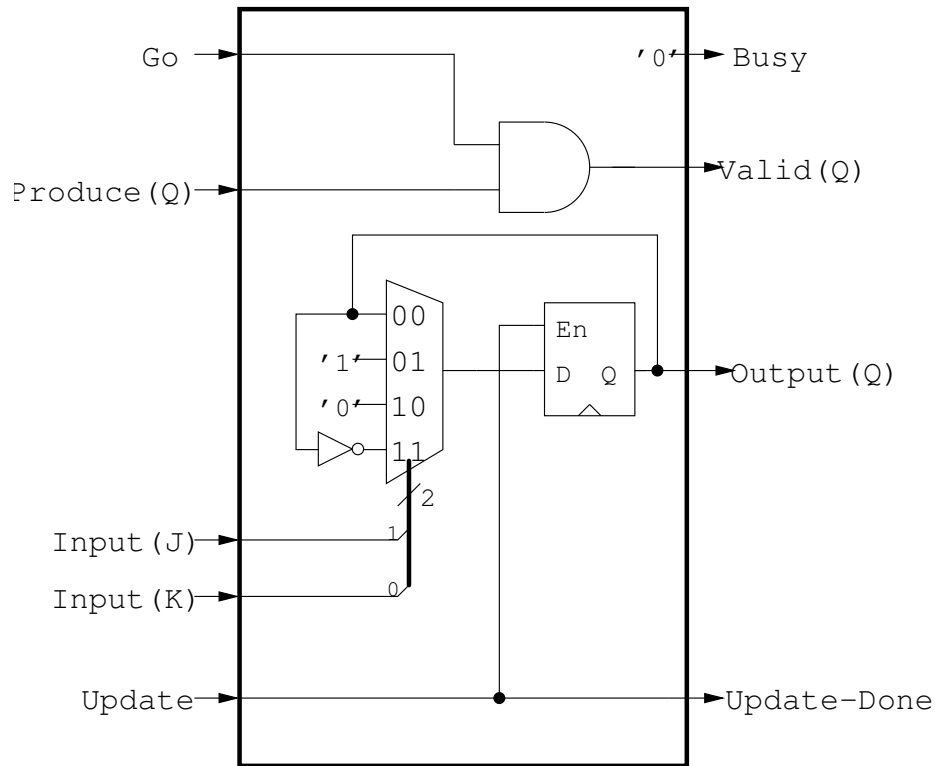 Go
'0'
Busy
Valid(Q)
Produce(Q)
00
En
'1'
01
D
Q
Output(Q)
'0'
10
11
2
Input(J)
1
Input(K)
0
Update
Update-Done